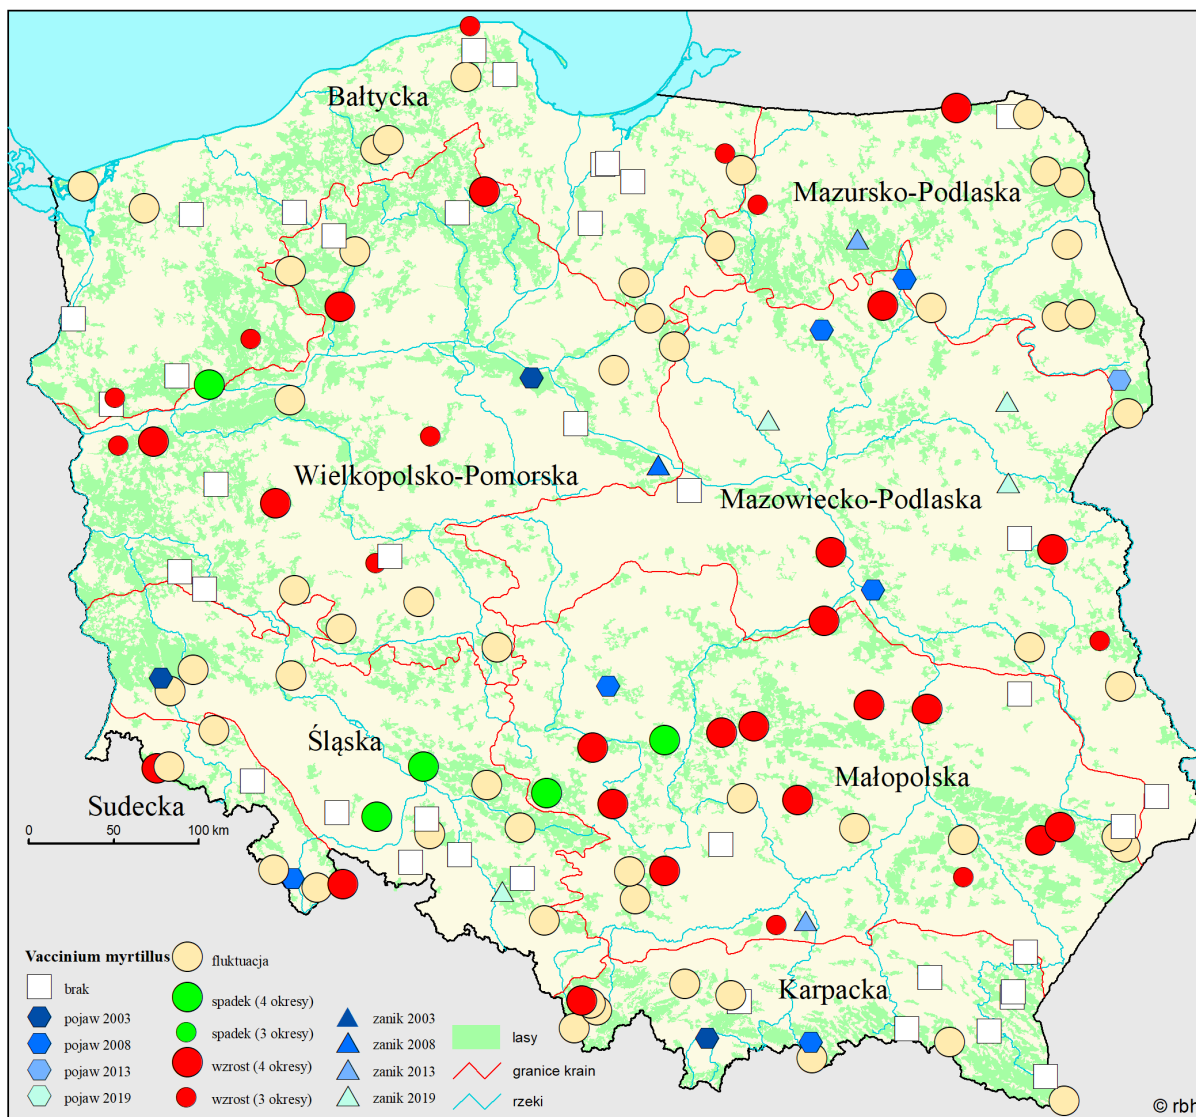 Bałtycka
Mazursko-Podlaska
Wielkopolsko-Pomorska
Mazowiecko-Podlaska
Śląska
Małopolska
Sudecka
0 50 100 km
Karpacka
Vaccinium myrtillus
brak
pojaw 2003
pojaw 2008
pojaw 2013
pojaw 2019
fluktuacja
spadek (4 okresy)
spadek (3 okresy)
wzrost (4 okresy)
wzrost (3 okresy)
zanik 2003
zanik 2008
zanik 2013
zanik 2019
lasy
granice krain
rzeki
© rbh